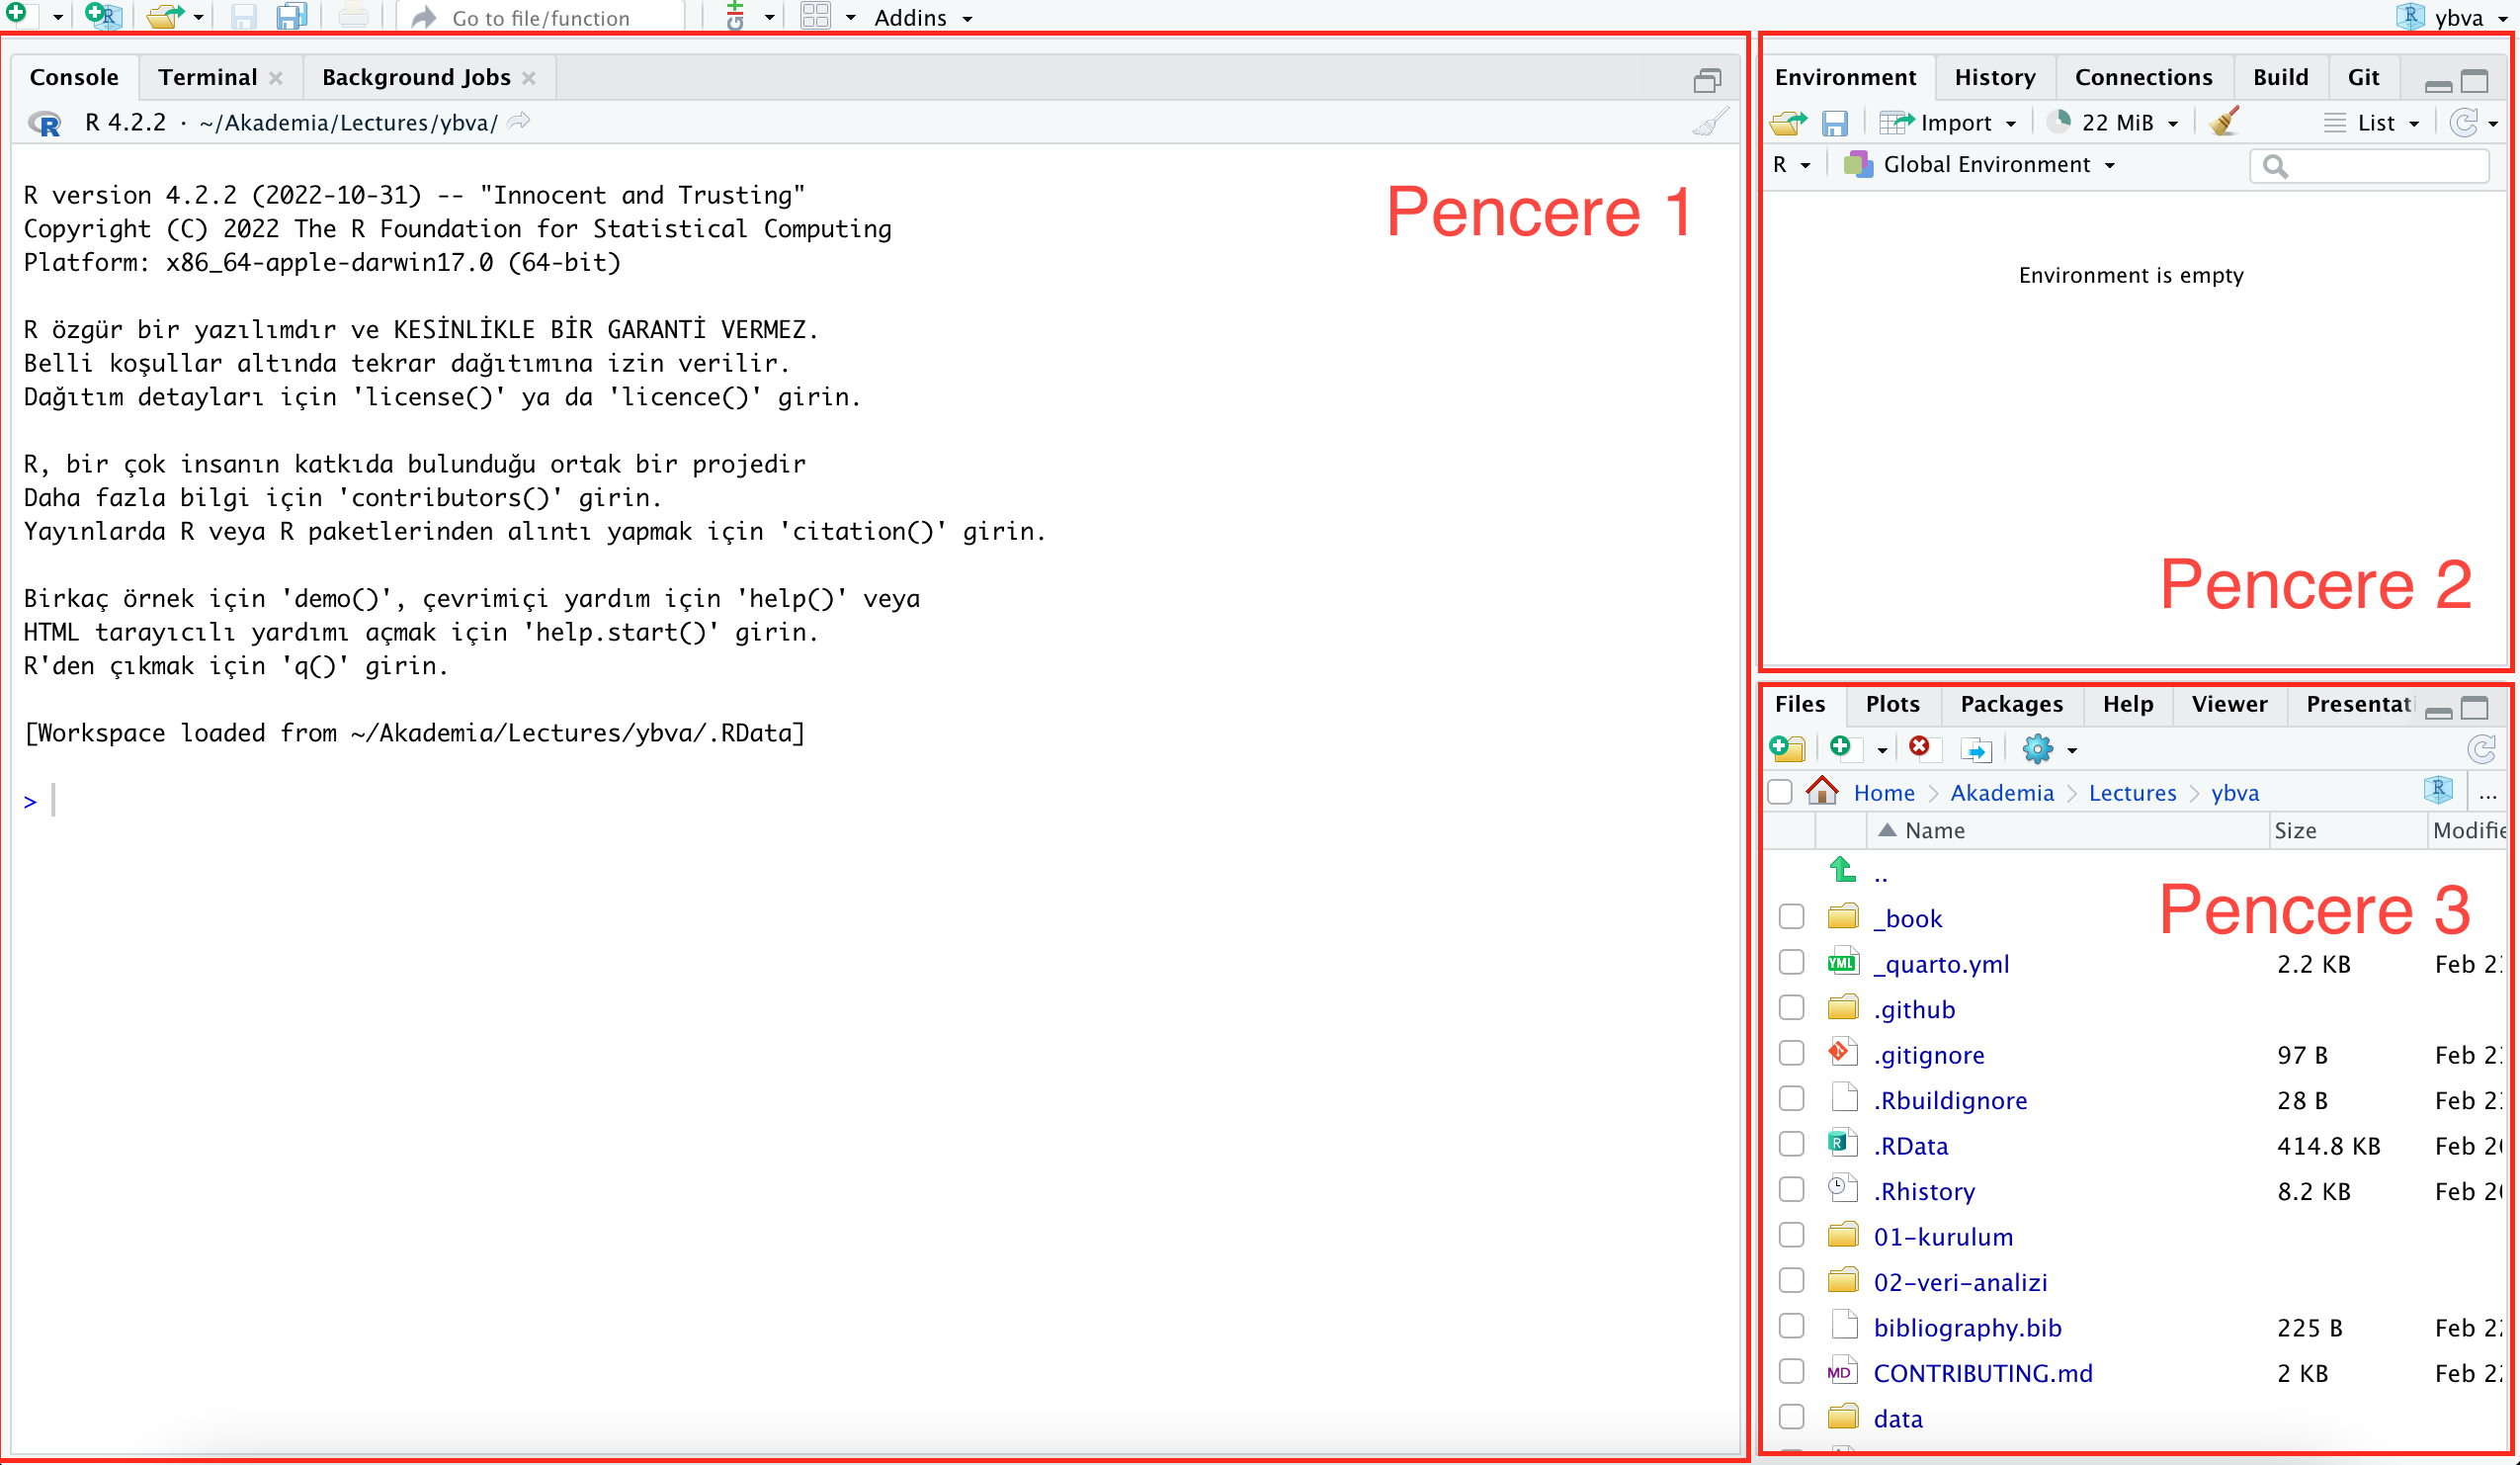 Go to file/function
Addins
ybva
Console
Terminal
Background Jobs
R 4.2.2 · ~/Akademia/Lectures/ybva/
R version 4.2.2 (2022-10-31) -- "Innocent and Trusting"
Copyright (C) 2022 The R Foundation for Statistical Computing
Platform: x86_64-apple-darwin17.0 (64-bit)
R özgür bir yazılımdır ve KESİNLİKLE BİR GARANTİ VERMEZ.
Belli koşullar altında tekrar dağıtımına izin verilir.
Dağıtım detayları için 'license()' ya da 'licence()' girin.
R, bir çok insanın katkıda bulunduğu ortak bir projedir
Daha fazla bilgi için 'contributors()' girin.
Yayınlarda R veya R paketlerinden alıntı yapmak için 'citation()' girin.
Birkaç örnek için 'demo()', çevrimiçi yardım için 'help()' veya
HTML tarayıcılı yardımı açmak için 'help.start()' girin.
R'den çıkmak için 'q()' girin.
[Workspace loaded from ~/Akademia/Lectures/ybva/.RData]
>
Pencere 1
Environment
History
Connections
Build
Git
Import
22 MiB
List
R
Global Environment
Environment is empty
Pencere 2
Files
Plots
Packages
Help
Viewer
Presentati
Home > Akademia > Lectures > ybva
...
Name Size Modifie
..
Pencere 3
_book
_quarto.yml 2.2 KB Feb 2
.github
.gitignore 97 B Feb 2
.Rbuildignore 28 B Feb 2
.RData 414.8 KB Feb 2
.Rhistory 8.2 KB Feb 2
01-kurulum
02-veri-analizi
bibliography.bib 225 B Feb 2
CONTRIBUTING.md 2 KB Feb 2
data